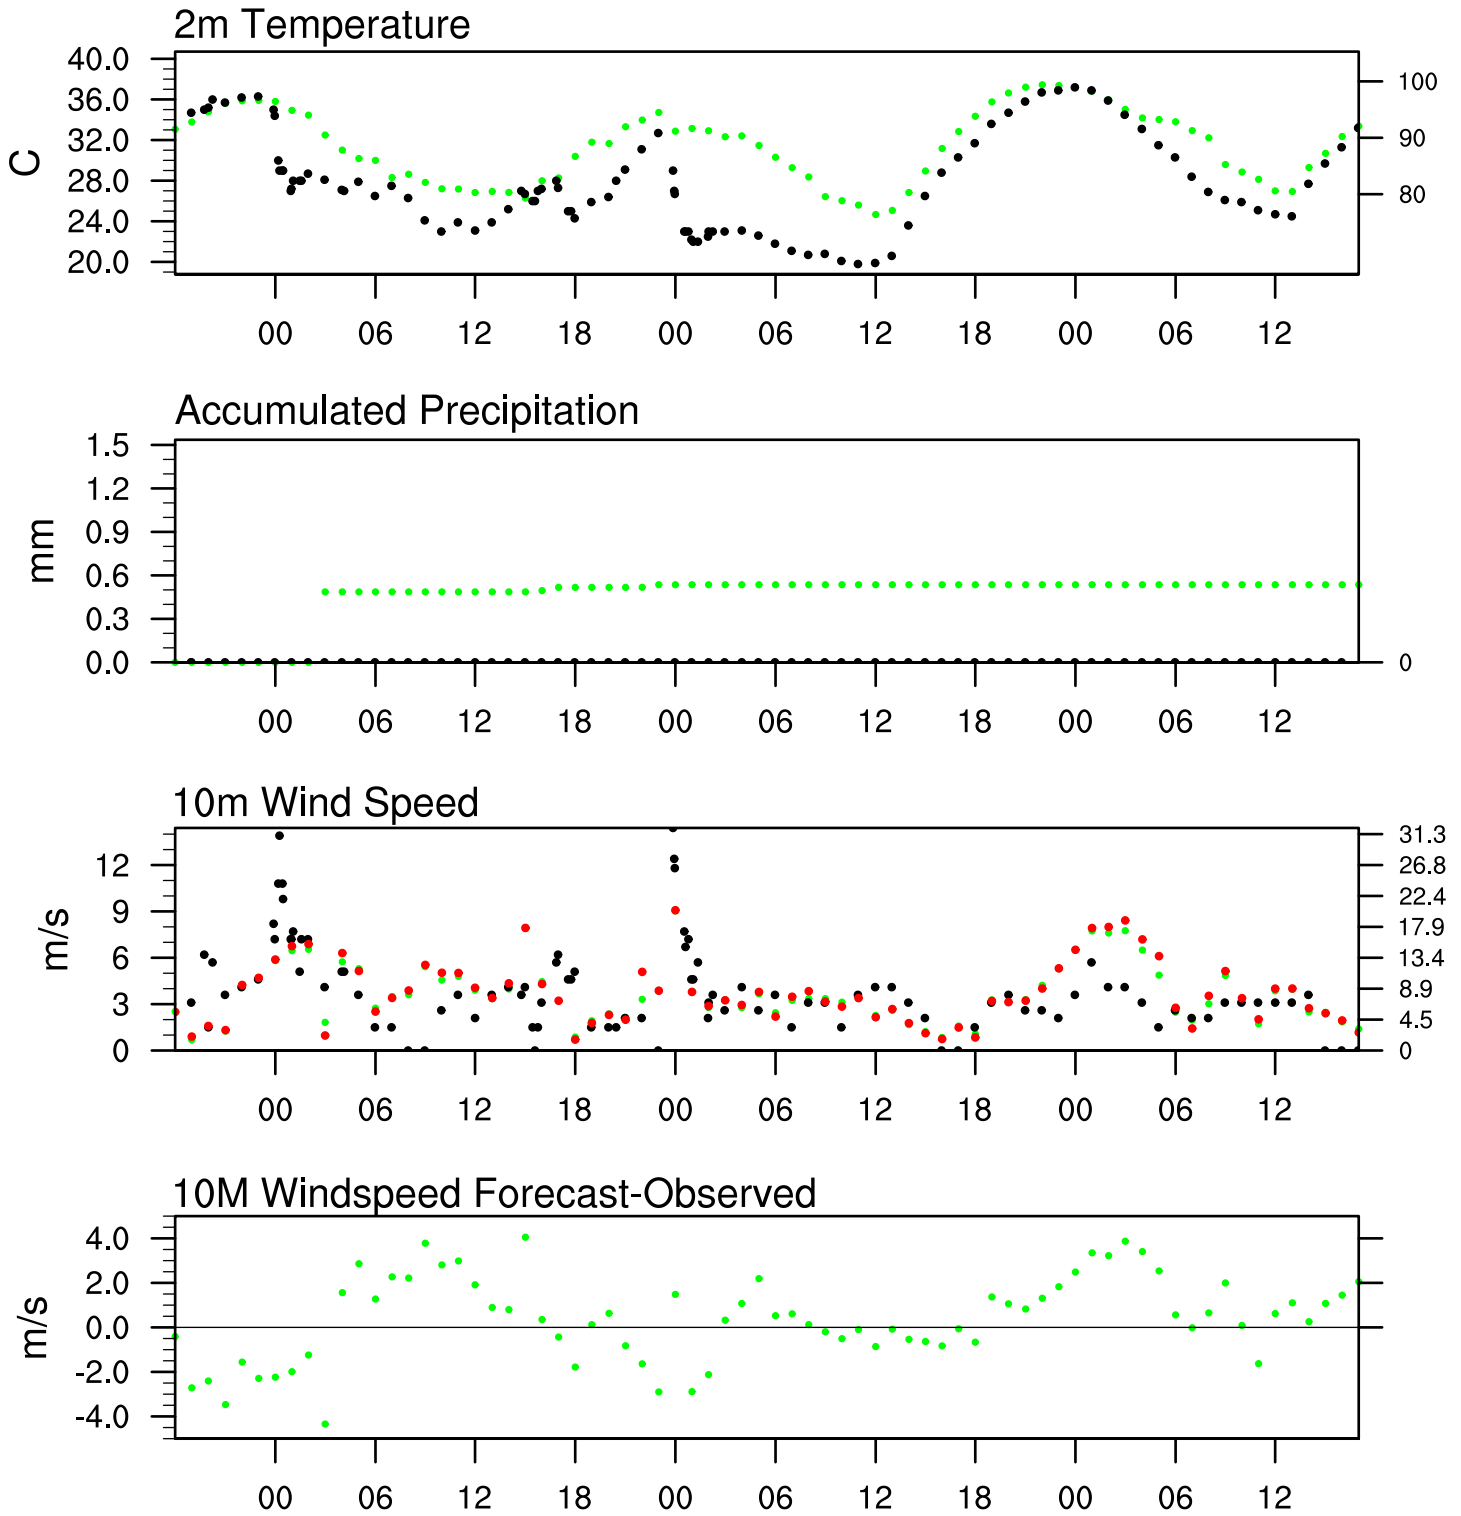 2m Temperature
40.0
36.0
32.0
28.0
24.0
20.0
C
100
90
80
00 06 12 18 00 06 12 18 00 06 12
Accumulated Precipitation
1.5
1.2
0.9
0.6
0.3
0.0
mm
0
00 06 12 18 00 06 12 18 00 06 12
10m Wind Speed
12
9
6
3
0
m/s
31.3
26.8
22.4
17.9
13.4
8.9
4.5
0
00 06 12 18 00 06 12 18 00 06 12
10M Windspeed Forecast-Observed
4.0
2.0
0.0
-2.0
-4.0
m/s
00 06 12 18 00 06 12 18 00 06 12